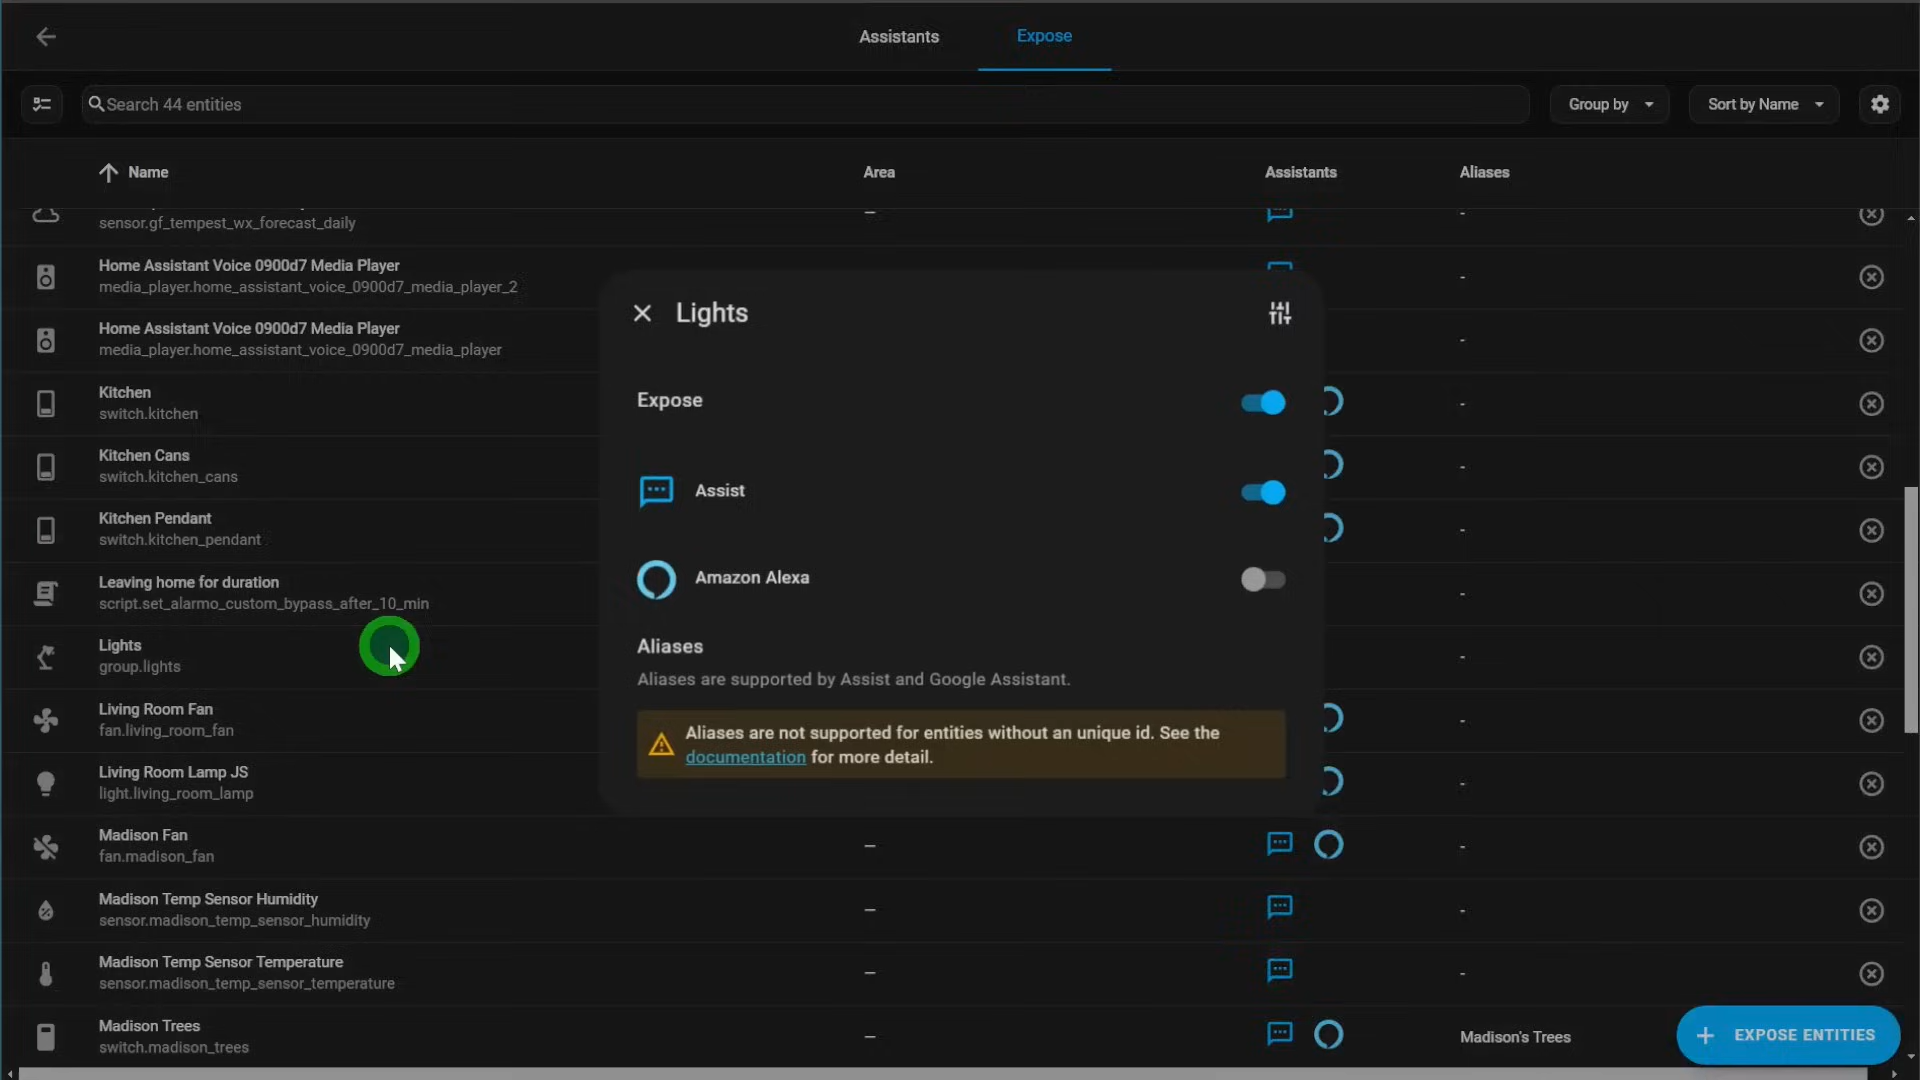 Assistants
Expose
Search 44 entities
Group by
Sort by Name
Name
Area
Assistants
Aliases
sensor.gf_tempest_wx_forecast_daily
–
-
Home Assistant Voice 0900d7 Media Player
media_player.home_assistant_voice_0900d7_media_player_2
-
Home Assistant Voice 0900d7 Media Player
media_player.home_assistant_voice_0900d7_media_player
-
Kitchen
switch.kitchen
-
Kitchen Cans
switch.kitchen_cans
-
Kitchen Pendant
switch.kitchen_pendant
-
Leaving home for duration
script.set_alarmo_custom_bypass_after_10_min
-
Lights
group.lights
-
Living Room Fan
fan.living_room_fan
-
Living Room Lamp JS
light.living_room_lamp
-
Madison Fan
fan.madison_fan
–
-
Madison Temp Sensor Humidity
sensor.madison_temp_sensor_humidity
–
-
Madison Temp Sensor Temperature
sensor.madison_temp_sensor_temperature
–
-
Madison Trees
switch.madison_trees
–
Madison's Trees
EXPOSE ENTITIES
Lights
Expose
Assist
Amazon Alexa
Aliases
Aliases are supported by Assist and Google Assistant.
Aliases are not supported for entities without an unique id. See the
documentation for more detail.